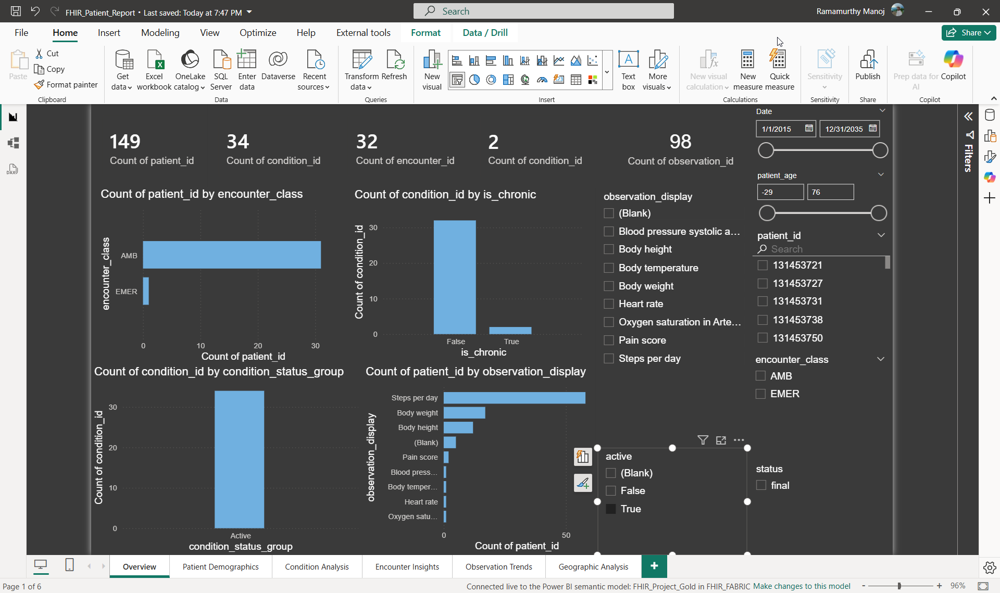 FHIR_Patient_Report • Last saved: Today at 7:47 PM
Search
Ramamurthy Manoj
File
Home
Insert
Modeling
View
Optimize
Help
External tools
Format
Data / Drill
Share
Paste
Cut
Copy
Format painter
Clipboard
Get data
Excel workbook
OneLake catalog
SQL Server
Enter data
Dataverse
Recent sources
Data
Transform data
Refresh
Queries
New visual
Text box
More visuals
Insert
New visual calculation
New measure
Quick measure
Calculations
Sensitivity
Sensitivity
Publish
Share
Prep data for AI
Copilot
Copilot
DAX
149
Count of patient_id
34
Count of condition_id
32
Count of encounter_id
2
Count of condition_id
98
Count of observation_id
Date
1/1/2015
12/31/2035
patient_age
-29
76
patient_id
Search
131453721
131453727
131453731
131453738
131453750
encounter_class
AMB
EMER
Filters
Count of patient_id by encounter_class
encounter_class
AMB
EMER
0
10
20
30
Count of patient_id
Count of condition_id by is_chronic
Count of condition_id
30
20
10
0
False
True
is_chronic
observation_display
(Blank)
Blood pressure systolic a...
Body height
Body temperature
Body weight
Heart rate
Oxygen saturation in Arte...
Pain score
Steps per day
Count of condition_id by condition_status_group
Count of condition_id
30
20
10
0
Active
condition_status_group
Count of patient_id by observation_display
observation_display
Steps per day
Body weight
Body height
(Blank)
Pain score
Blood press...
Body temper...
Heart rate
Oxygen satu...
0
50
Count of patient_id
active
(Blank)
False
True
status
final
Overview
Patient Demographics
Condition Analysis
Encounter Insights
Observation Trends
Geographic Analysis
+
Page 1 of 6
Connected live to the Power BI semantic model: FHIR_Project_Gold in FHIR_FABRIC Make changes to this model
-
+
96%